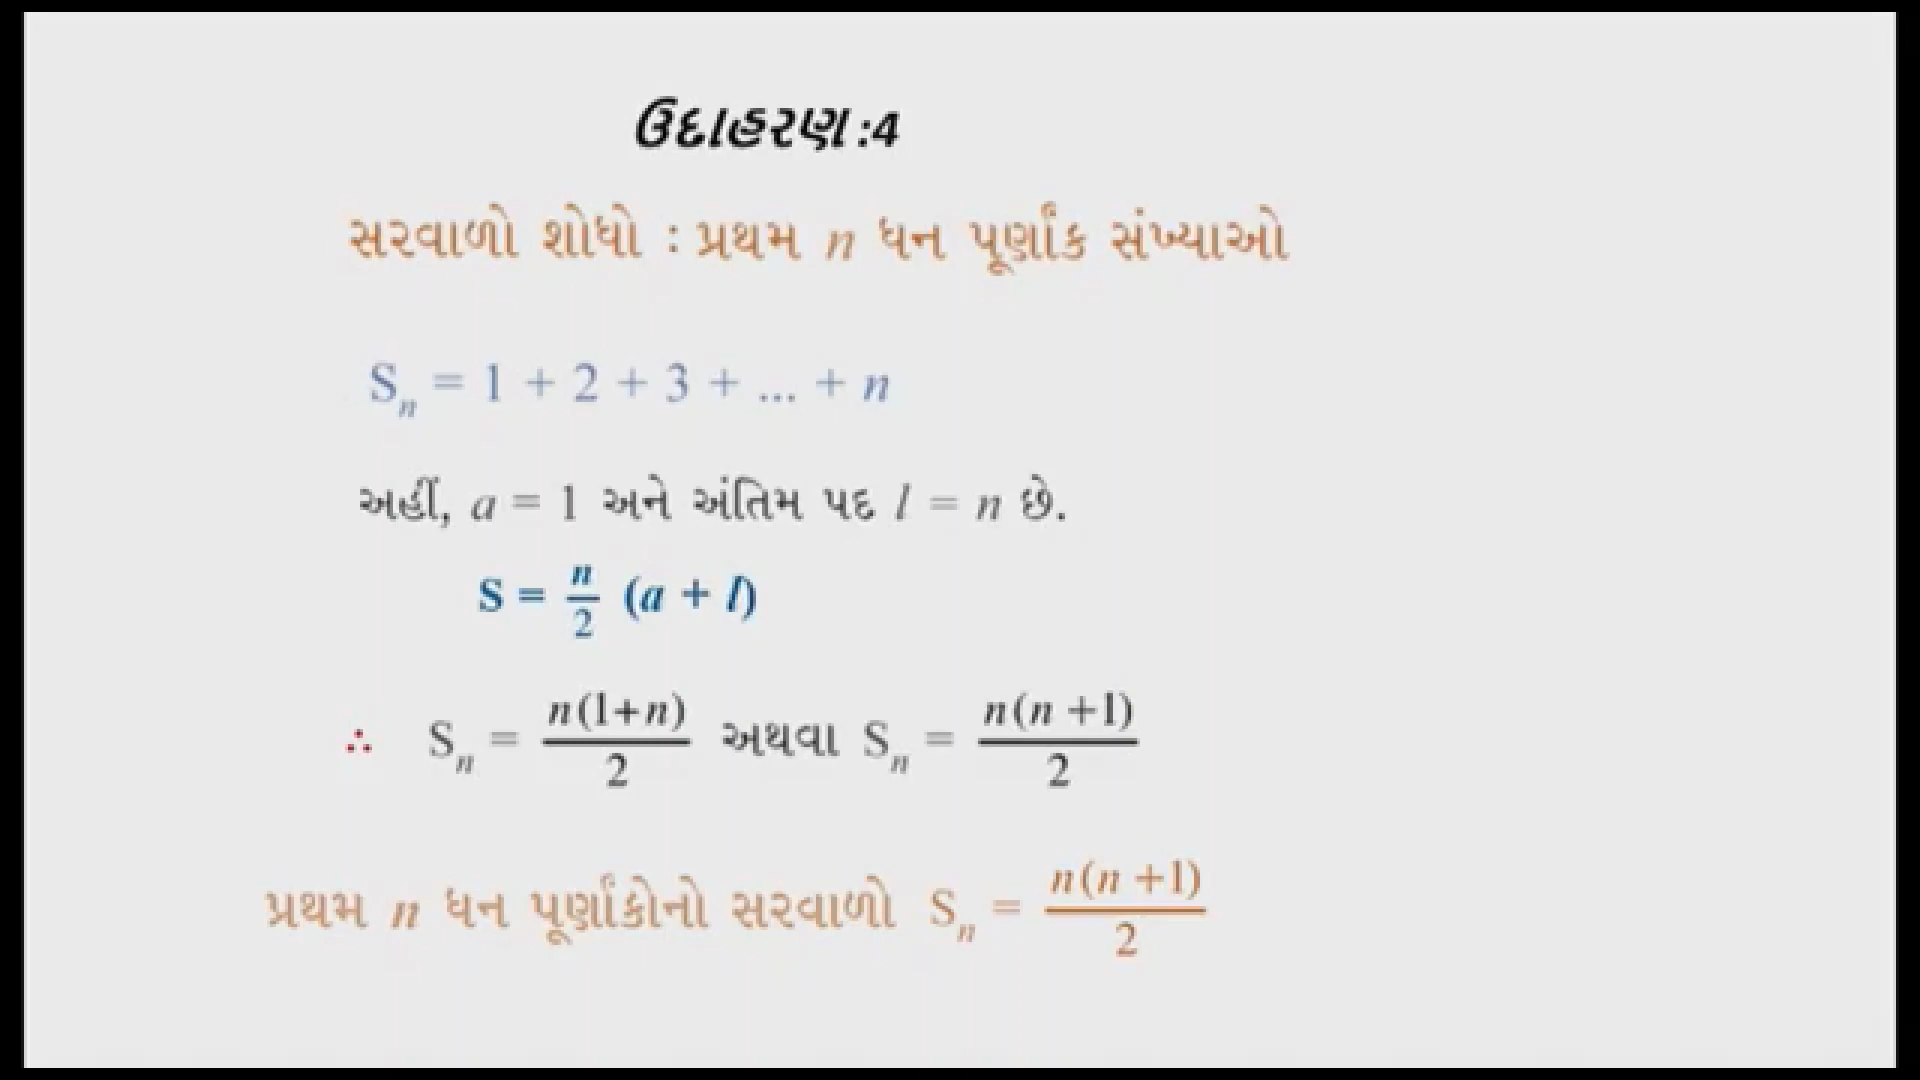 ઉદાહરણ:4
સરવાળો શોધો : પ્રથમ n ધન પૂર્ણાંક સંખ્યાઓ
Sₙ = 1 + 2 + 3 + ... + n
અહીં, a = 1 અને અંતિમ પદ l = n છે.
S = n/2 (a + l)
∴ Sₙ = n(1+n)/2 અથવા Sₙ = n(n +1)/2
પ્રથમ n ધન પૂર્ણાંકોનો સરવાળો Sₙ = n(n +1)/2